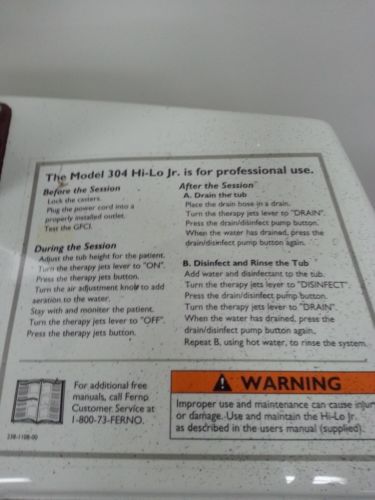 The Model 304 Hi-Lo Jr. is for professional use.
Before the Session
Lock the casters.
Plug the power cord into a
properly installed outlet.
Test the GFCI.
During the Session
Adjust the tub height for the patient.
Turn the therapy jets lever to "ON".
Press the therapy jets button.
Turn the air adjustment knob to add
aeration to the water.
Stay with and moniter the patient.
Turn the therapy jets lever to "OFF".
Press the therapy jets button.
After the Session
A. Drain the tub
Place the drain hose in a drain.
Turn the therapy jets lever to "DRAIN".
Press the drain/disinfect pump button.
When the water has drained, press the
drain/disinfect pump button again.
B. Disinfect and Rinse the Tub
Add water and disinfectant to the tub.
Turn the therapy jets lever to "DISINFECT".
Press the drain/disinfect pump button.
Turn the therapy jets lever to "DRAIN".
When the water has drained, press the
drain/disinfect pump button again.
Repeat B, using hot water, to rinse the system.
For additional free
manuals, call Ferno
Customer Service at
1-800-73-FERNO.
238-1108-00
WARNING
Improper use and maintenance can cause injury
or damage. Use and maintain the Hi-Lo Jr.
as described in the users manual (supplied).